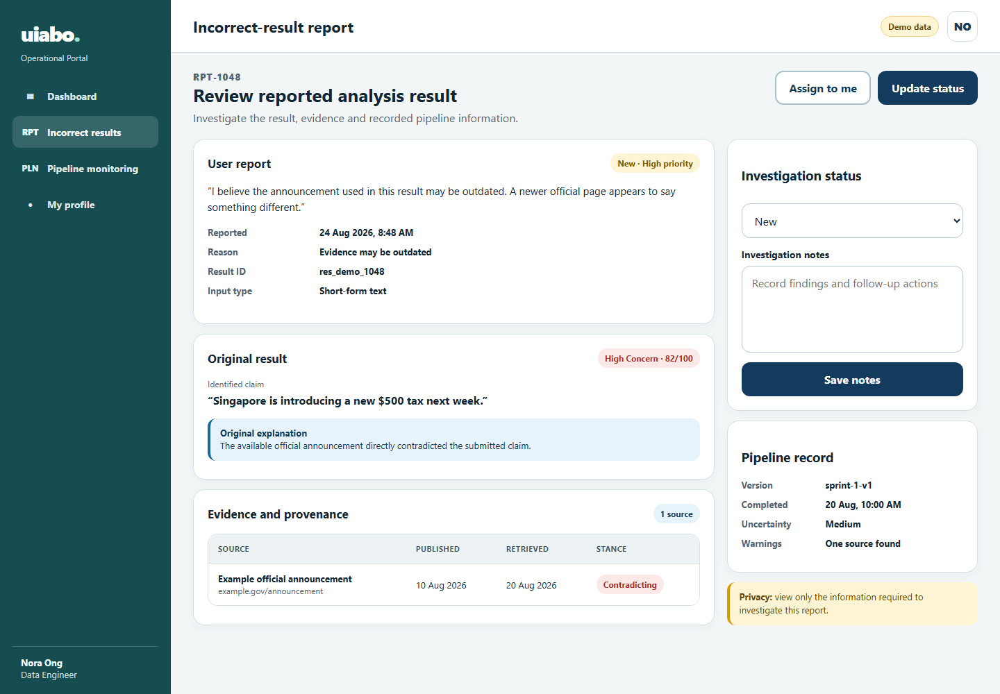 uiabo.
Operational Portal
Dashboard
RPT Incorrect results
PLN Pipeline monitoring
My profile
Nora Ong
Data Engineer
Incorrect-result report
Demo data
NO
RPT-1048
Review reported analysis result
Investigate the result, evidence and recorded pipeline information.
Assign to me
Update status
User report
New · High priority
“I believe the announcement used in this result may be outdated. A newer official page appears to say
something different.”
Reported 24 Aug 2026, 8:48 AM
Reason Evidence may be outdated
Result ID res_demo_1048
Input type Short-form text
Original result
High Concern · 82/100
Identified claim
“Singapore is introducing a new $500 tax next week.”
Original explanation
The available official announcement directly contradicted the submitted claim.
Evidence and provenance
1 source
SOURCE PUBLISHED RETRIEVED STANCE
Example official announcement
example.gov/announcement
10 Aug 2026 20 Aug 2026 Contradicting
Investigation status
New
Investigation notes
Record findings and follow-up actions
Save notes
Pipeline record
Version sprint-1-v1
Completed 20 Aug, 10:00 AM
Uncertainty Medium
Warnings One source found
Privacy: view only the information required to
investigate this report.